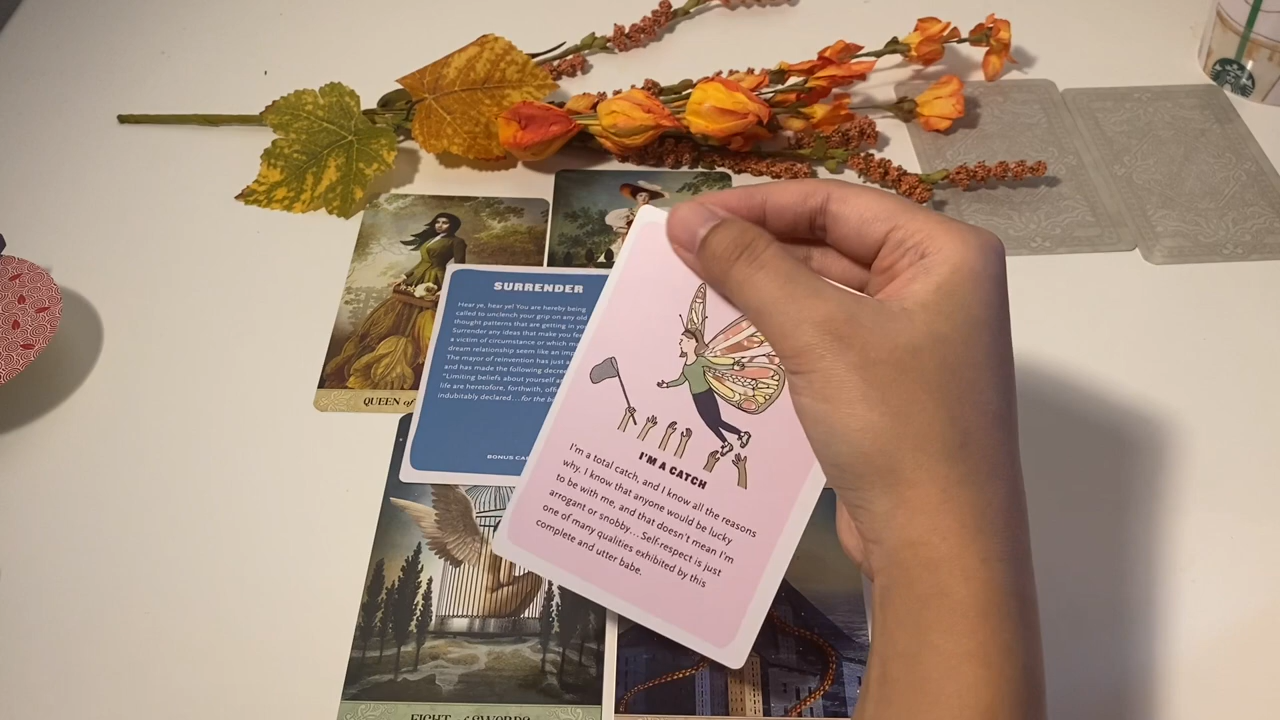 SURRENDER
Hear ye, hear ye! You are hereby being
called to unclench your grip on any old
thought patterns that are getting in
Surrender any ideas that make you
a victim of circumstance or which
dream relationship seem like an
The mayor of reinvention has just
and has made the following
"Limiting beliefs about yourself
life are heretofore, forthwith,
indubitably declared...for the
BONUS
QUEEN of
I'M A CATCH
I'm a total catch, and I know all the reasons
why. I know that anyone would be lucky
to be with me, and that doesn't mean I'm
arrogant or snobby...Self-respect is just
one of many qualities exhibited by this
complete and utter babe.
EIGHT of SWORDS